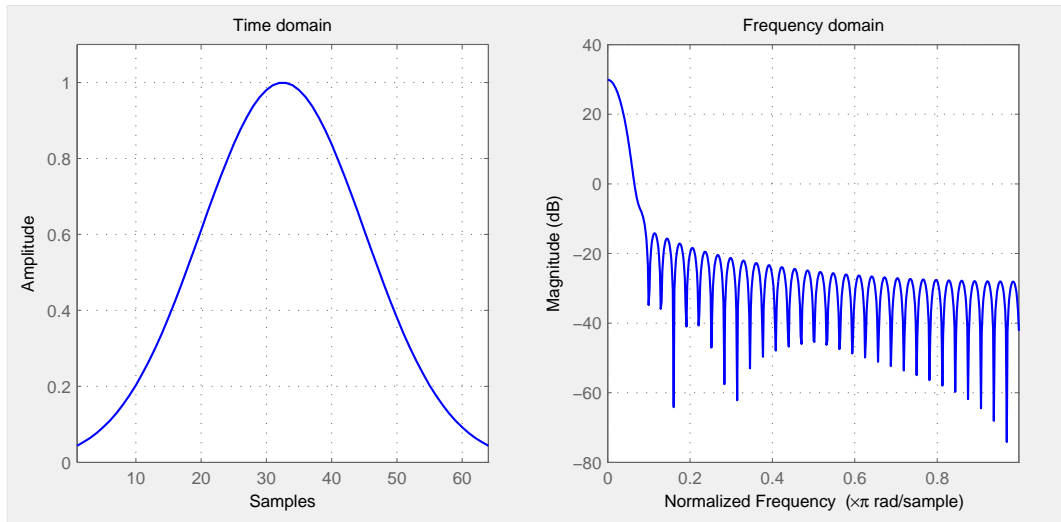 Time domain
1
0.8
0.6
0.4
0.2
0
Amplitude
10 20 30 40 50 60
Samples
Frequency domain
40
20
0
−20
−40
−60
−80
Magnitude (dB)
0 0.2 0.4 0.6 0.8
Normalized Frequency (×π rad/sample)